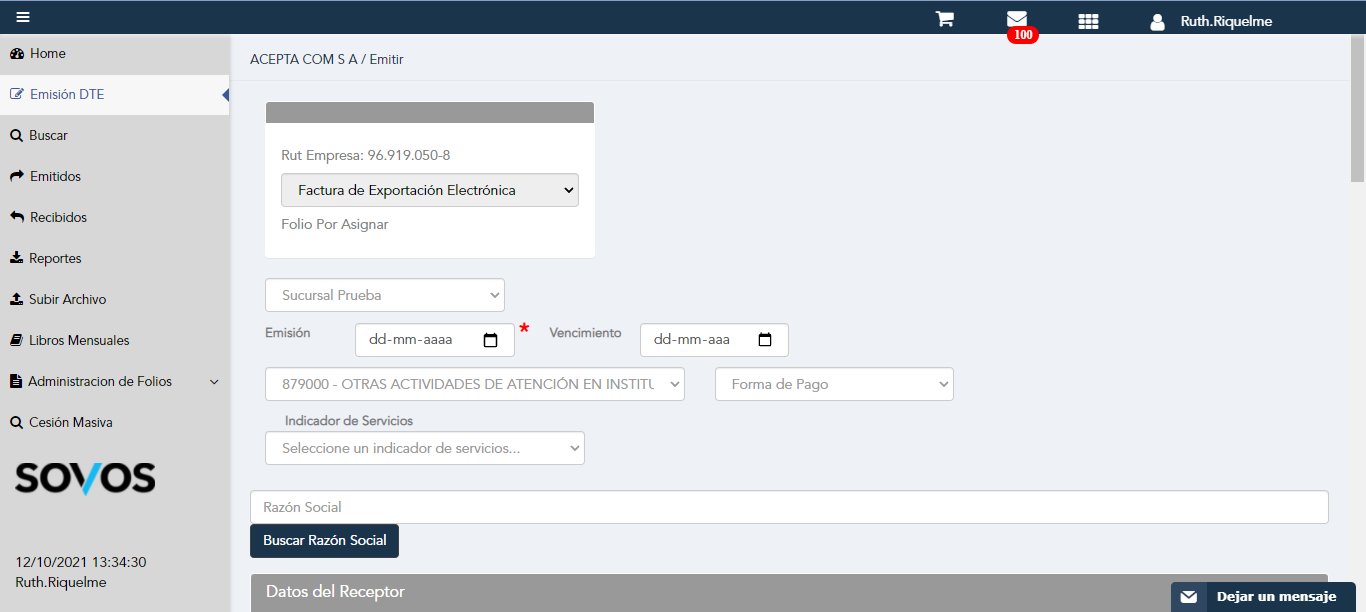 Ruth.Riquelme
100
Home
Emisión DTE
Buscar
Emitidos
Recibidos
Reportes
Subir Archivo
Libros Mensuales
Administracion de Folios
Cesión Masiva
SOVOS
12/10/2021 13:34:30
Ruth.Riquelme
ACEPTA COM S A / Emitir
Rut Empresa: 96.919.050-8
Factura de Exportación Electrónica
Folio Por Asignar
Sucursal Prueba
Emisión dd-mm-aaaa * Vencimiento dd-mm-aaa
879000 - OTRAS ACTIVIDADES DE ATENCIÓN EN INSTITU Forma de Pago
Indicador de Servicios
Seleccione un indicador de servicios...
Razón Social
Buscar Razón Social
Datos del Receptor
Dejar un mensaje